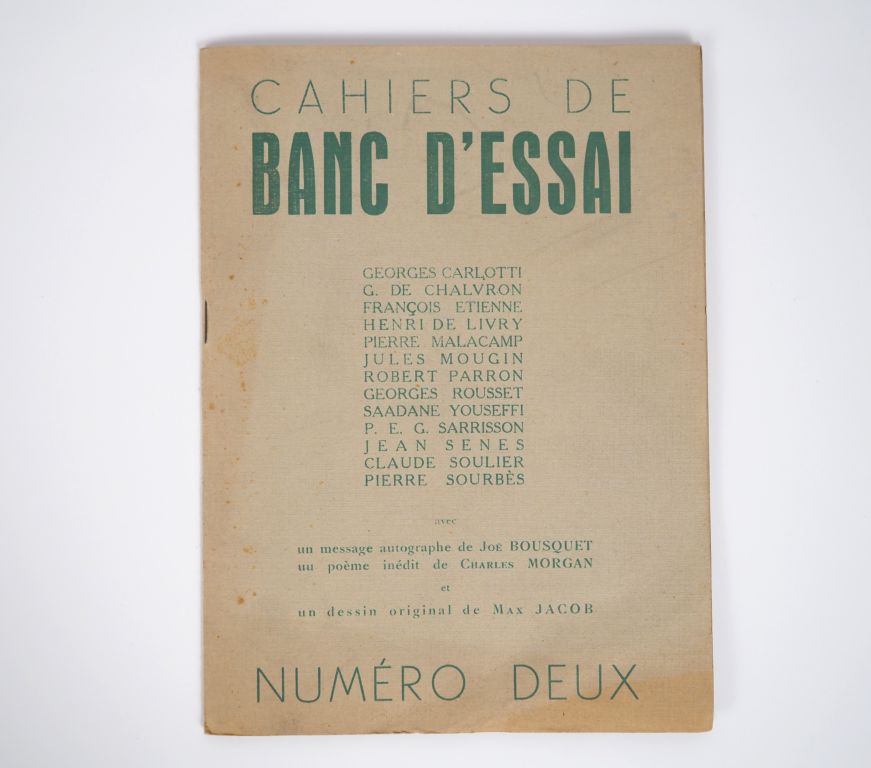 CAHIERS DE
BANC D'ESSAI
GEORGES CARLOTTI
G. DE CHALVRON
FRANÇOIS ETIENNE
HENRI DE LIVRY
PIERRE MALACAMP
JULES MOUGIN
ROBERT PARRON
GEORGES ROUSSET
SAADANE YOUSEFFI
P. E. G. SARRISSON
JEAN SENES
CLAUDE SOULIER
PIERRE SOURBÈS
avec
un message autographe de Joë BOUSQUET
uu poème inédit de Charles MORGAN
et
un dessin original de Max JACOB
NUMÉRO DEUX